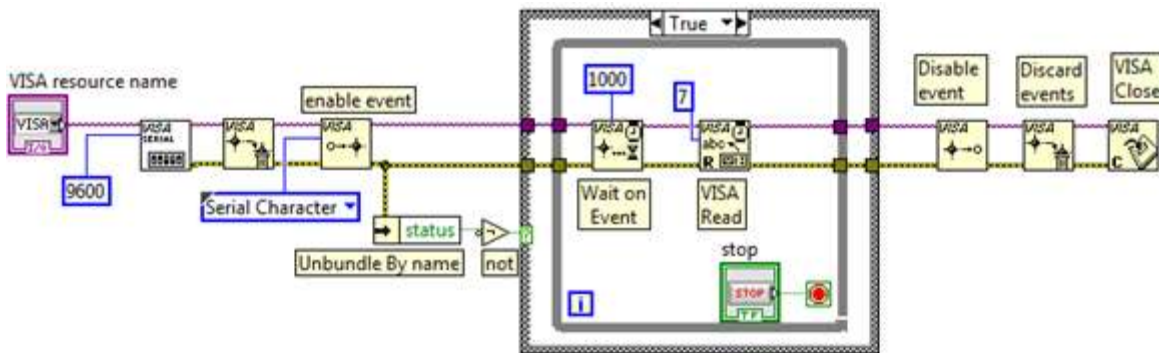 True
VISA resource name
VISA
I/O
9600
VISA
SERIAL
VISA
enable event
VISA
Serial Character
status
Unbundle By name
not
?
1000
VISA
Wait on
Event
7
VISA
abc
R
VISA
Read
stop
STOP
TF
i
Disable
event
VISA
Discard
events
VISA
VISA
Close
VISA
C